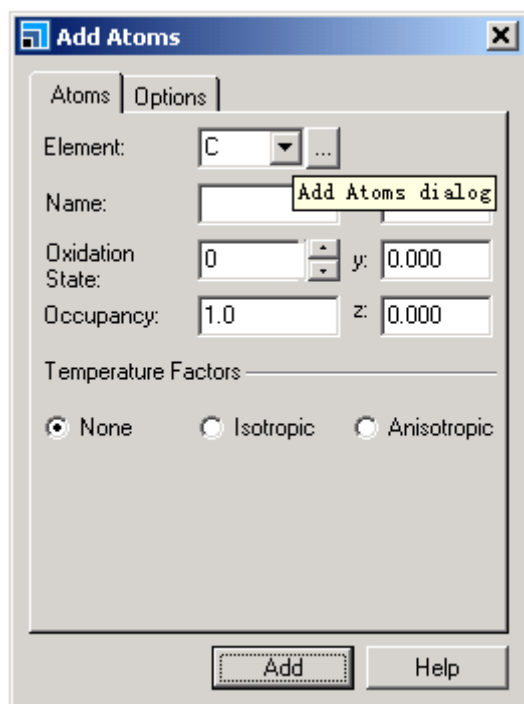 Add Atoms
Atoms Options
Element: C ...
Add Atoms dialog
Name:
Oxidation State: 0 y: 0.000
Occupancy: 1.0 z: 0.000
Temperature Factors
None Isotropic Anisotropic
Add Help